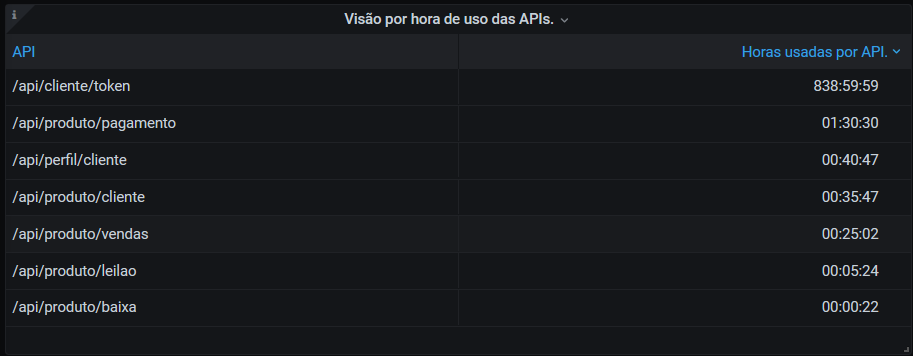 Visão por hora de uso das APIs.
API Horas usadas por API.
/api/cliente/token 838:59:59
/api/produto/pagamento 01:30:30
/api/perfil/cliente 00:40:47
/api/produto/cliente 00:35:47
/api/produto/vendas 00:25:02
/api/produto/leilao 00:05:24
/api/produto/baixa 00:00:22